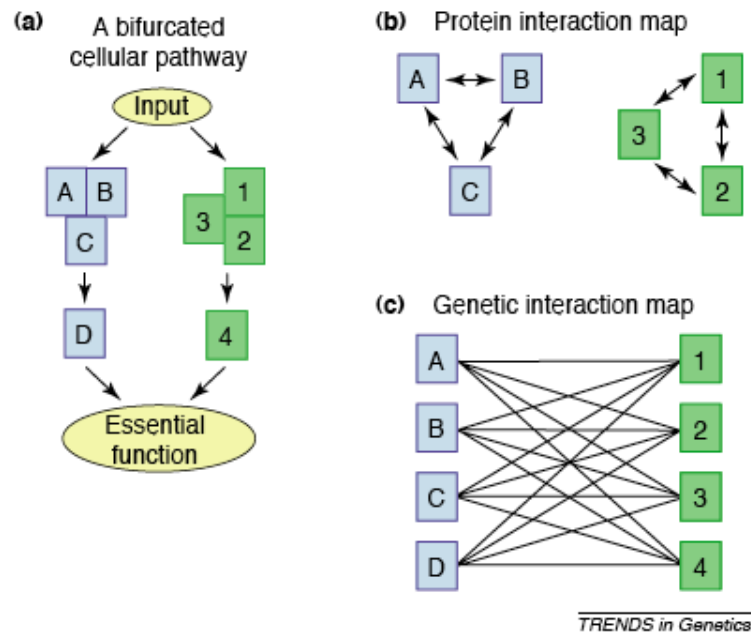 (a) A bifurcated
cellular pathway
Input
A B
C
D
1
3
2
4
Essential
function
(b) Protein interaction map
A B
C
1
3
2
(c) Genetic interaction map
A 1
B 2
C 3
D 4
TRENDS in Genetics